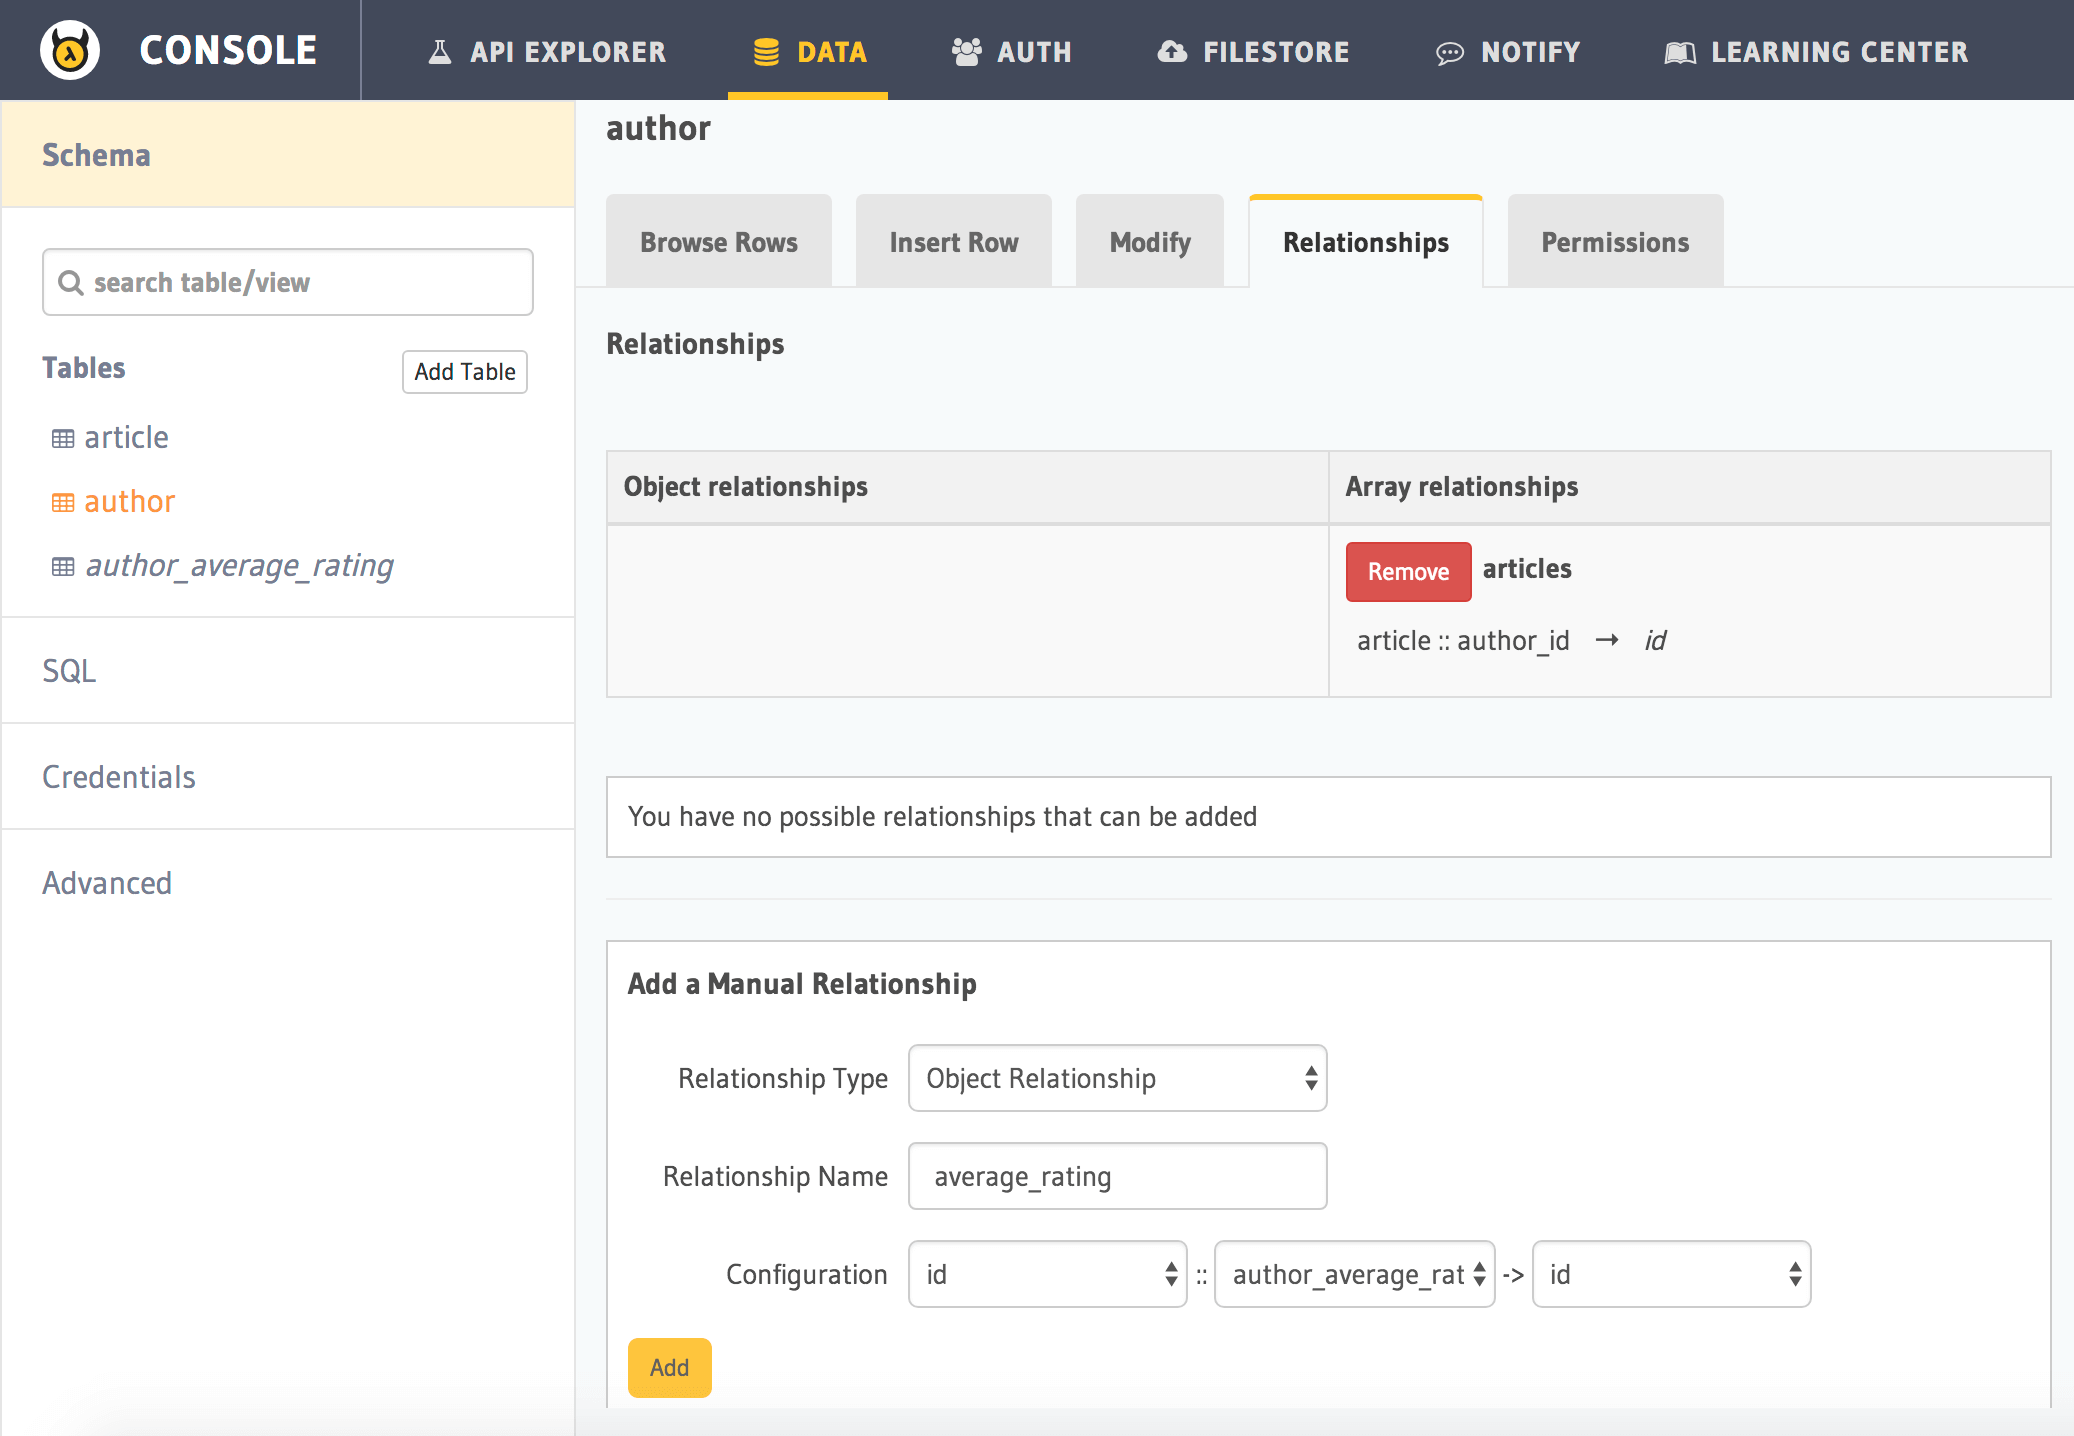 CONSOLE
API EXPLORER
DATA
AUTH
FILESTORE
NOTIFY
LEARNING CENTER
Schema
search table/view
Tables
Add Table
article
author
author_average_rating
SQL
Credentials
Advanced
author
Browse Rows
Insert Row
Modify
Relationships
Permissions
Relationships
Object relationships
Array relationships
Remove articles
article :: author_id → id
You have no possible relationships that can be added
Add a Manual Relationship
Relationship Type Object Relationship
Relationship Name average_rating
Configuration id :: author_average_rat -> id
Add